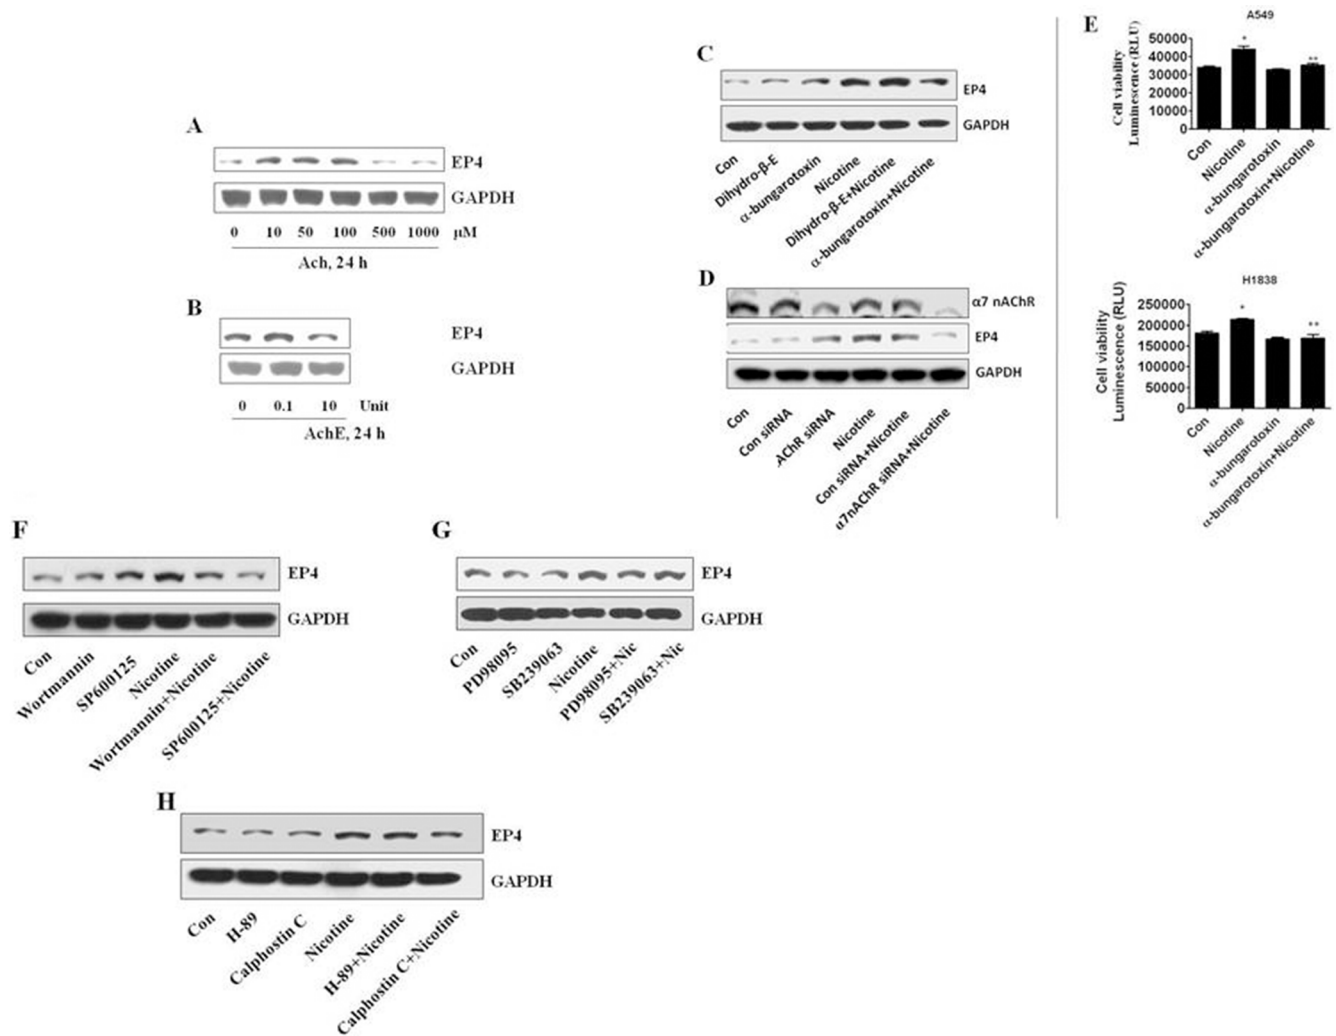 A
EP4
GAPDH
0 10 50 100 500 1000 µM
Ach, 24 h
B
EP4
GAPDH
0 0.1 10 Unit
AchE, 24 h
C
EP4
GAPDH
Con
Dihydro-β-E
α-bungarotoxin
Nicotine
Dihydro-β-E+Nicotine
α-bungarotoxin+Nicotine
D
α7 nAChR
EP4
GAPDH
Con
Con siRNA
AChR siRNA
Nicotine
Con siRNA+Nicotine
α7nAChR siRNA+Nicotine
E
A549
Cell viability
Luminescence (RLU)
50000
40000
30000
20000
10000
0
*
**
Con
Nicotine
α-bungarotoxin
α-bungarotoxin+Nicotine
H1838
Cell viability
Luminescence (RLU)
250000
200000
150000
100000
50000
0
*
**
Con
Nicotine
α-bungarotoxin
α-bungarotoxin+Nicotine
F
EP4
GAPDH
Con
Wortmannin
SP600125
Nicotine
Wortmannin+Nicotine
SP600125+Nicotine
G
EP4
GAPDH
Con
PD98095
SB239063
Nicotine
PD98095+Nic
SB239063+Nic
H
EP4
GAPDH
Con
H-89
Calphostin C
Nicotine
H-89+Nicotine
Calphostin C+Nicotine